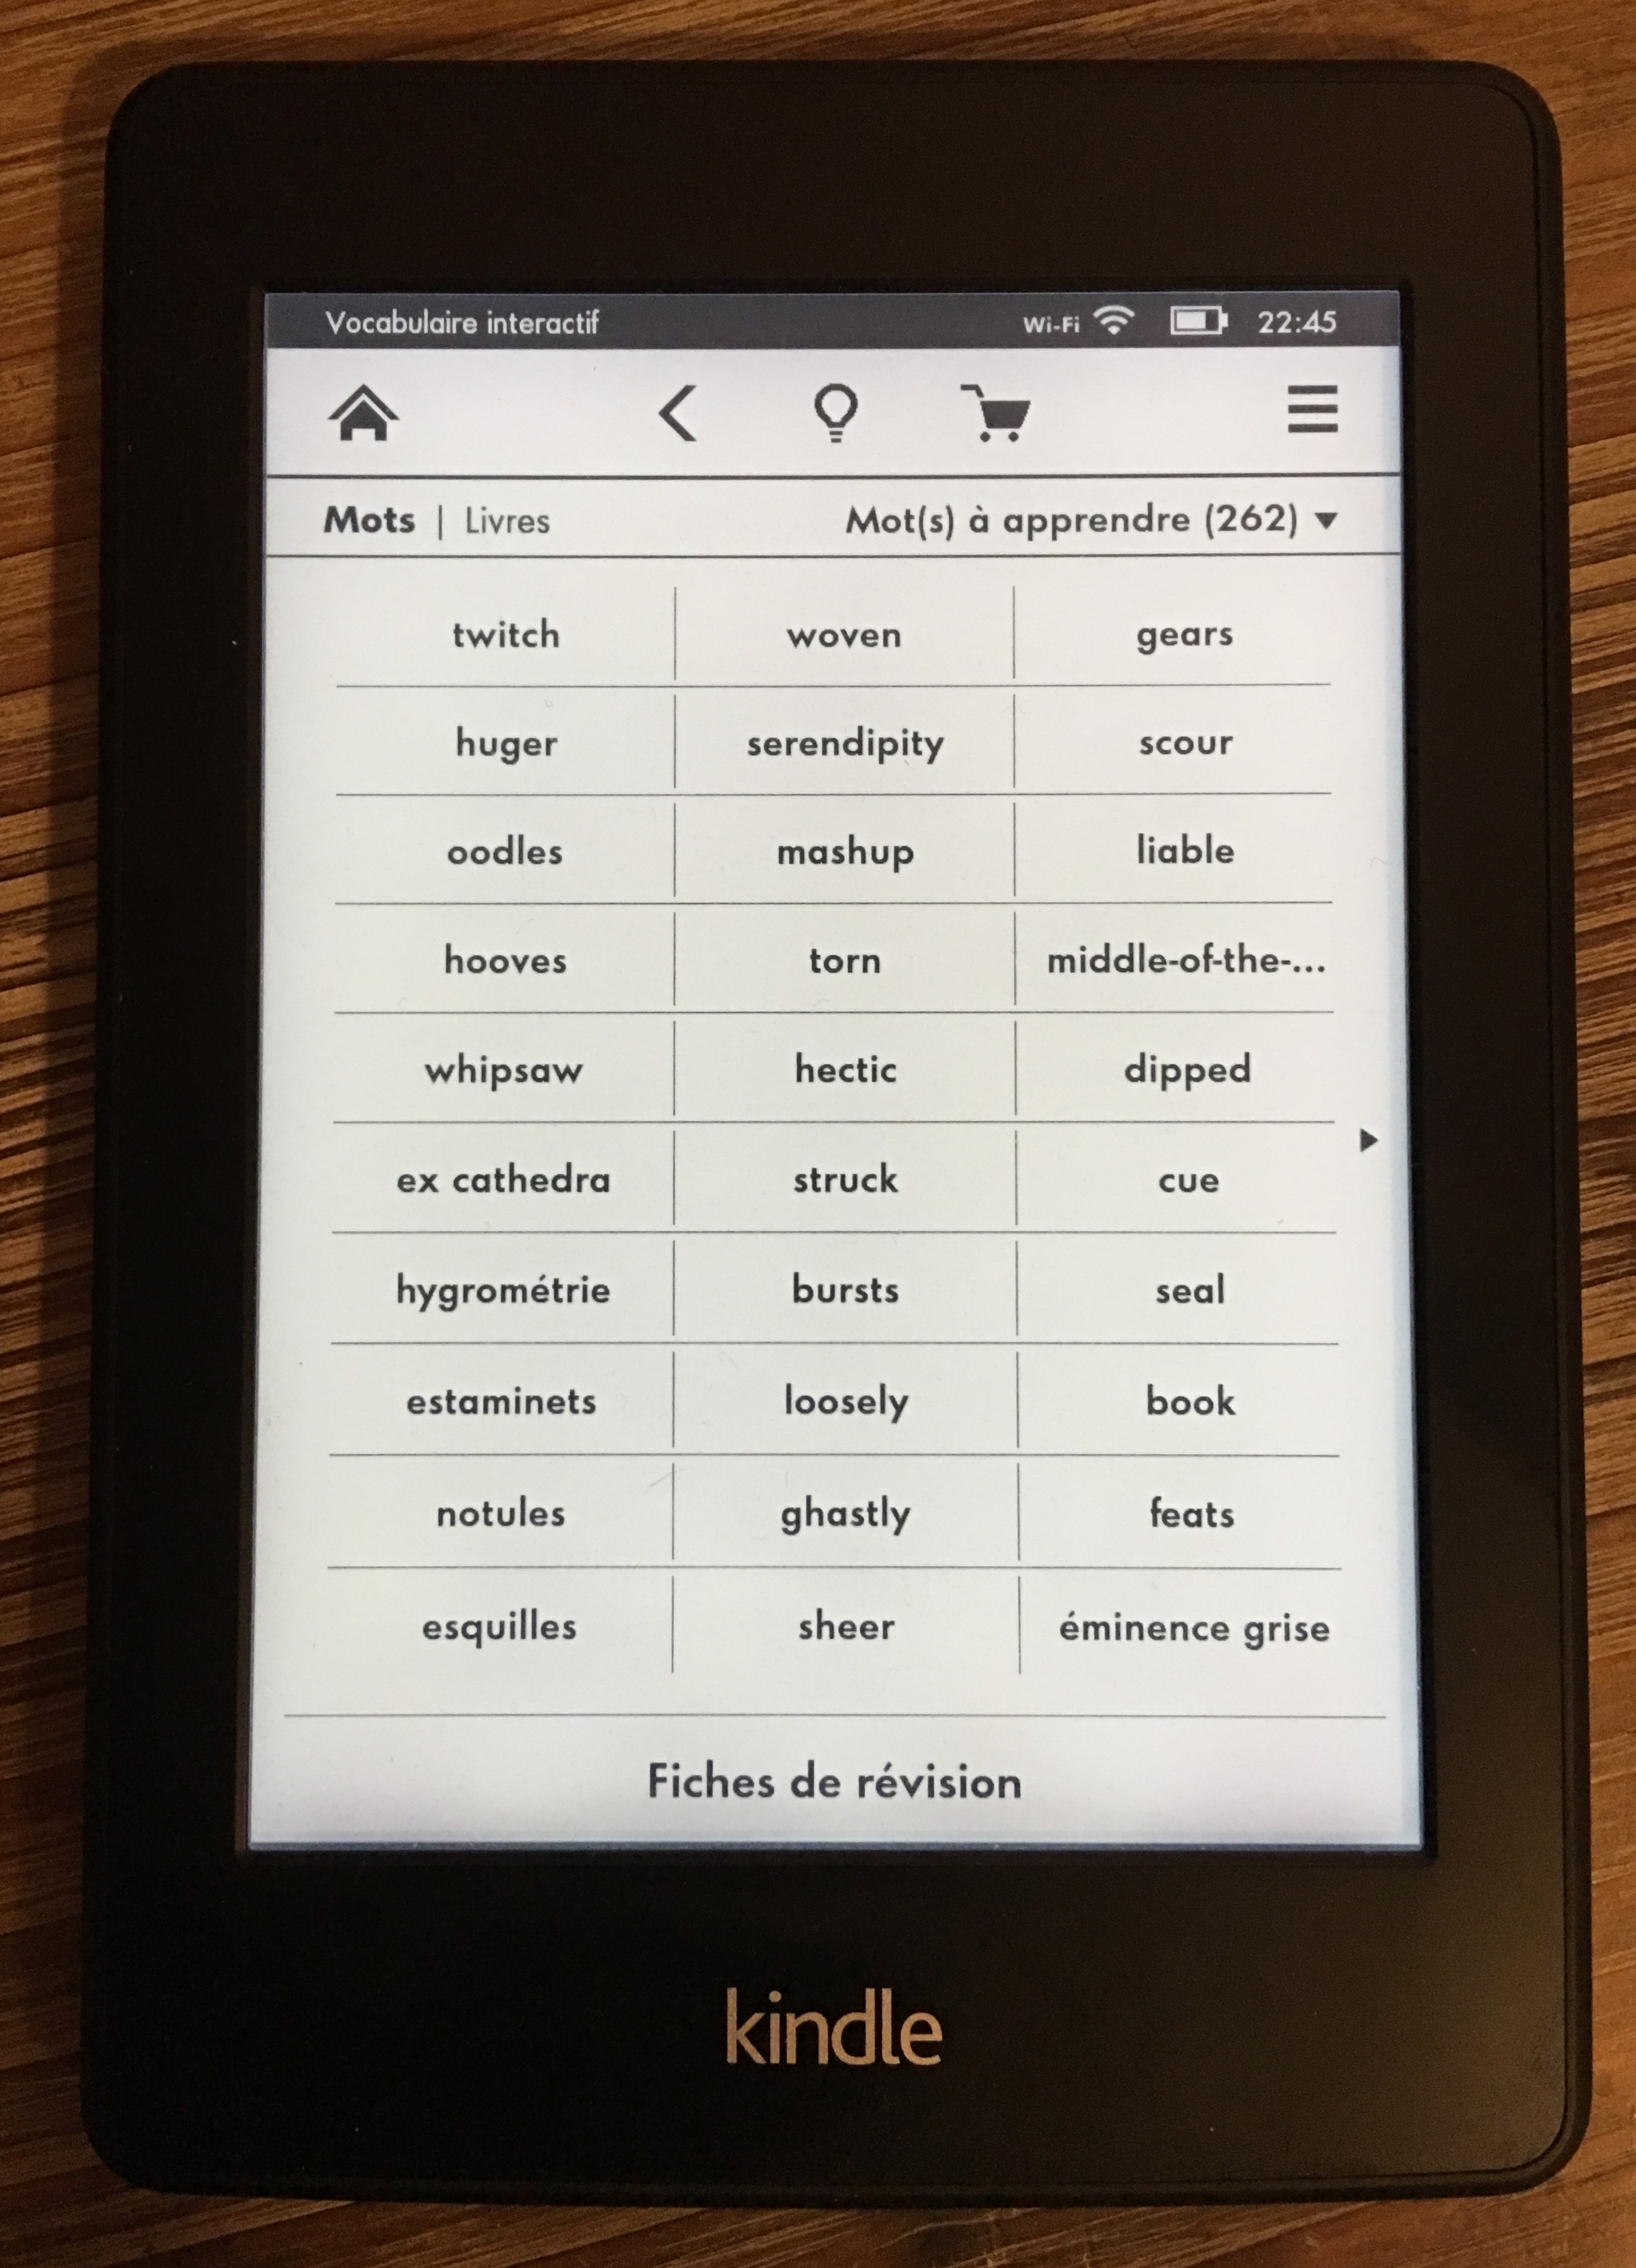 Vocabulaire interactif Wi-Fi 22:45
Mots | Livres Mot(s) à apprendre (262)
twitch woven gears
huger serendipity scour
oodles mashup liable
hooves torn middle-of-the-...
whipsaw hectic dipped
ex cathedra struck cue
hygrométrie bursts seal
estaminets loosely book
notules ghastly feats
esquilles sheer éminence grise
Fiches de révision
kindle